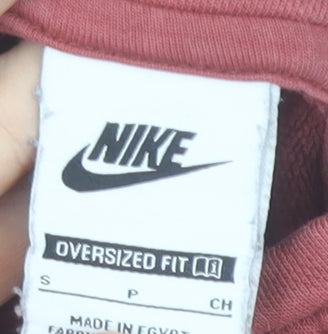 NIKE
OVERSIZED FIT
S P CH
MADE IN EGYPT